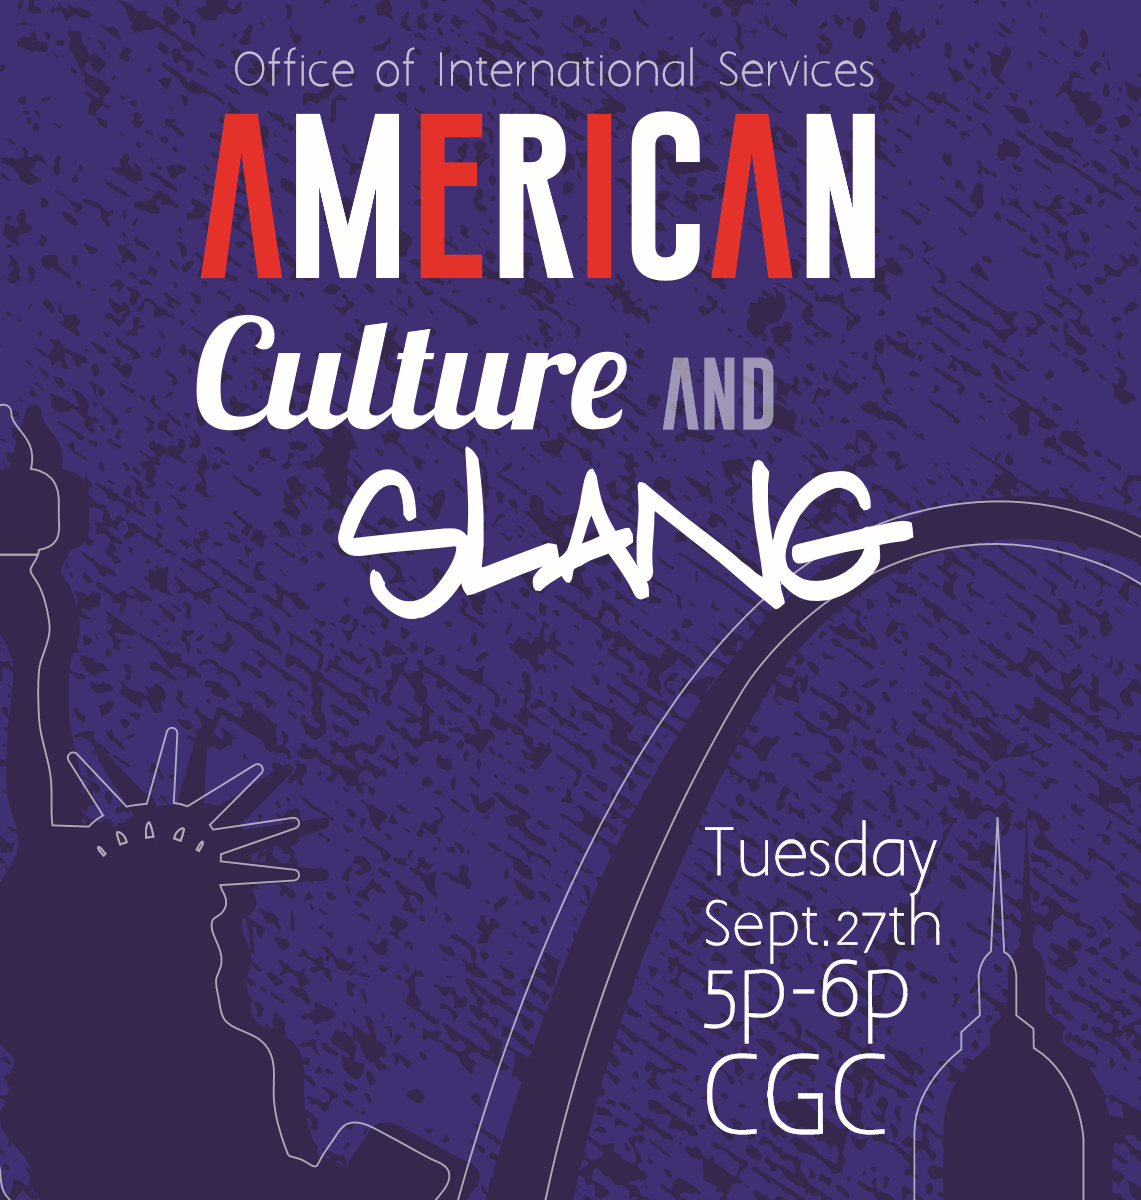 Office of International Services
AMERICAN
Culture AND
SLANG
Tuesday
Sept.27th
5p-6p
CGC